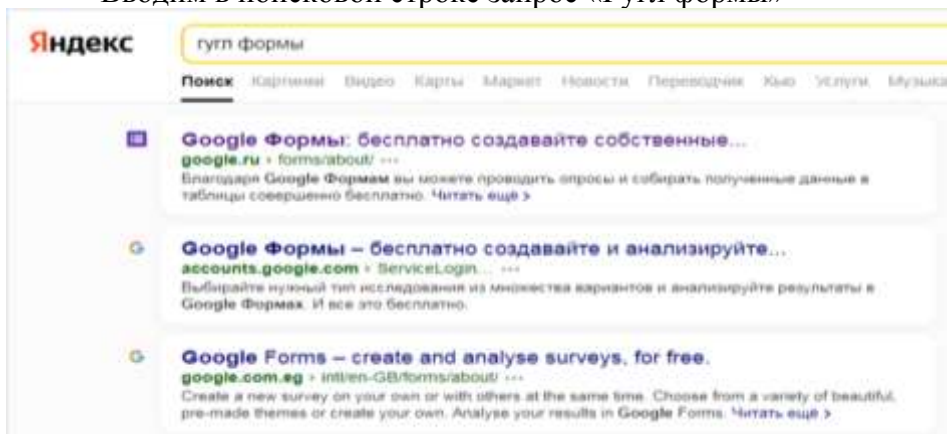 Вводим в поисковой строке запрос «Гугл формы»
Яндекс
гугл формы
Поиск Картинки Видео Карты Маркет Новости Переводчик Кью Услуги Музыка
Google Формы: бесплатно создавайте собственные...
google.ru › forms/about/ ...
Благодаря Google Формам вы можете проводить опросы и собирать полученные данные в
таблицы совершенно бесплатно. Читать ещё >
Google Формы – бесплатно создавайте и анализируйте...
accounts.google.com › ServiceLogin... ...
Выбирайте нужный тип исследования из множества вариантов и анализируйте результаты в
Google Формах. И все это бесплатно.
Google Forms – create and analyse surveys, for free.
google.com.eg › intl/en-GB/forms/about/ ...
Create a new survey on your own or with others at the same time. Choose from a variety of beautiful,
pre-made themes or create your own. Analyse your results in Google Forms. Читать ещё >